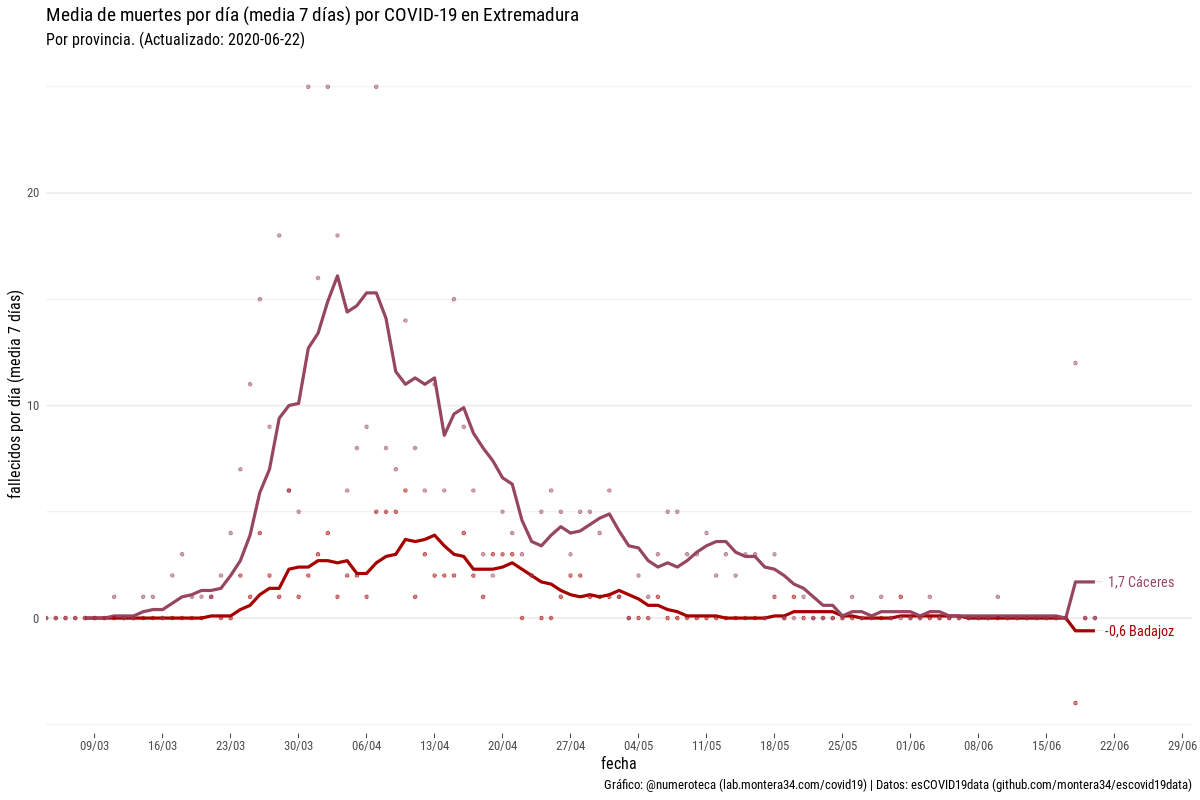 Media de muertes por día (media 7 días) por COVID-19 en Extremadura
Por provincia. (Actualizado: 2020-06-22)
fallecidos por día (media 7 días)
20
10
0
1,7 Cáceres
-0,6 Badajoz
09/03 16/03 23/03 30/03 06/04 13/04 20/04 27/04 04/05 11/05 18/05 25/05 01/06 08/06 15/06 22/06 29/06
fecha
Gráfico: @numeroteca (lab.montera34.com/covid19) | Datos: esCOVID19data (github.com/montera34/escovid19data)